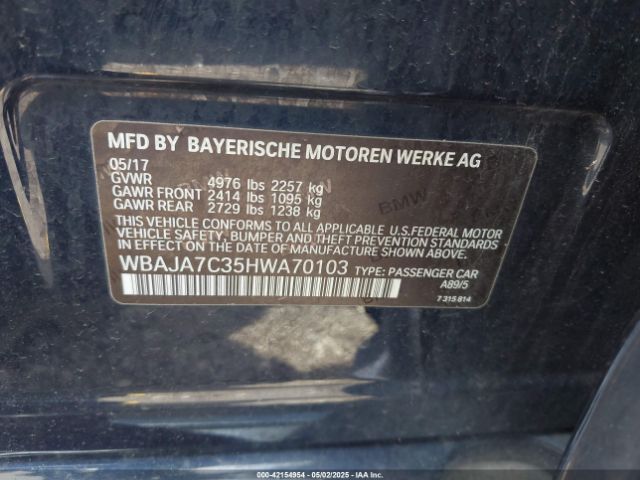 MFD BY BAYERISCHE MOTOREN WERKE AG
05/17
GVWR 4976 lbs 2257 kg
GAWR FRONT 2414 lbs 1095 kg
GAWR REAR 2729 lbs 1238 kg
THIS VEHICLE CONFORMS TO ALL APPLICABLE U.S.FEDERAL MOTOR
VEHICLE SAFETY, BUMPER AND THEFT PREVENTION STANDARDS
IN EFFECT ON THE DATE OF MANUFACTURE SHOWN ABOVE.
WBAJA7C35HWA70103 TYPE: PASSENGER CAR
A89/5
7 315 814
000-42154954 05/02/2025 IAA Inc.